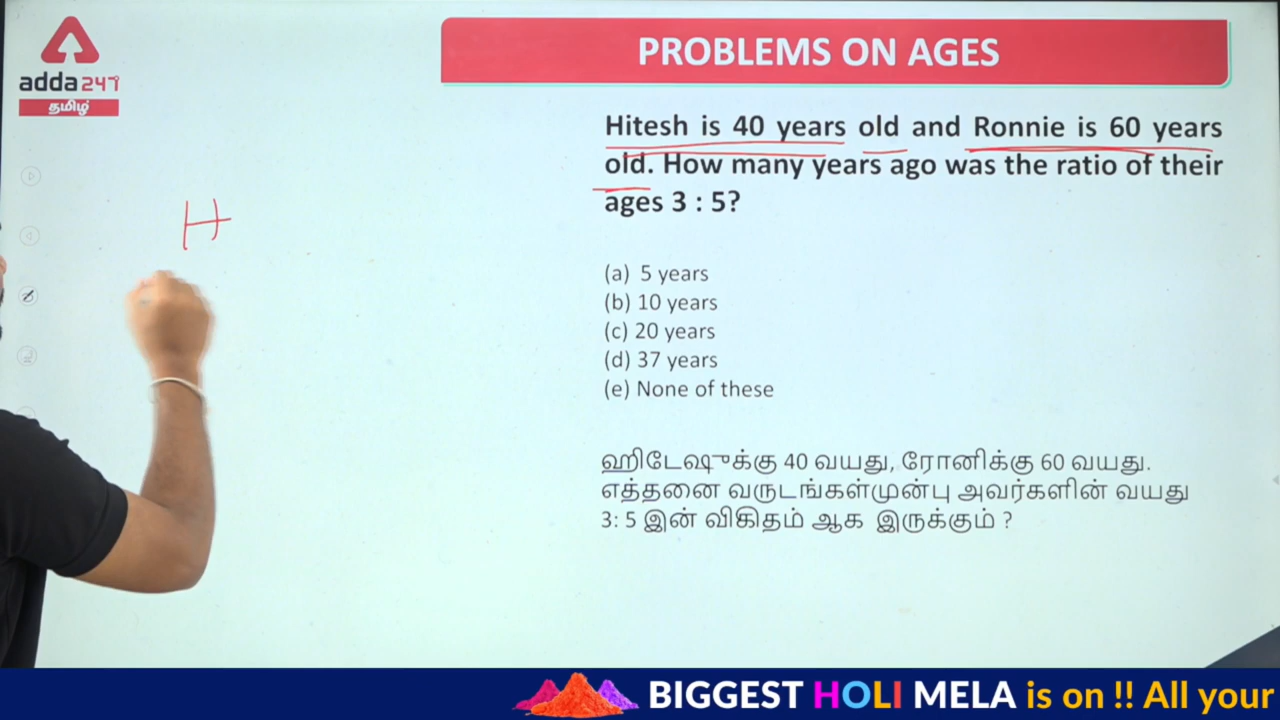 adda247
தமிழ்
PROBLEMS ON AGES
Hitesh is 40 years old and Ronnie is 60 years
old. How many years ago was the ratio of their
ages 3 : 5?
H
(a) 5 years
(b) 10 years
(c) 20 years
(d) 37 years
(e) None of these
ஹிடேஷுக்கு 40 வயது, ரோனிக்கு 60 வயது.
எத்தனை வருடங்கள்முன்பு அவர்களின் வயது
3: 5 இன் விகிதம் ஆக இருக்கும் ?
BIGGEST HOLI MELA is on !! All your